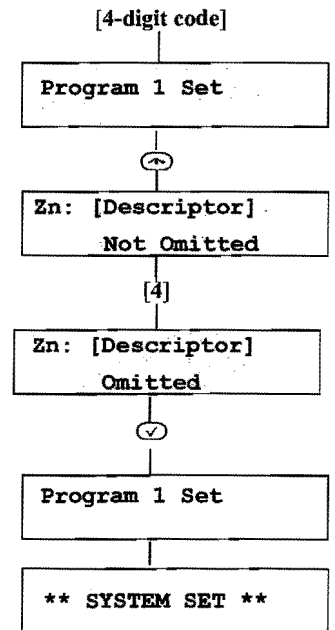 [4-digit code]
Program 1 Set
Zn: [Descriptor]
Not Omitted
[4]
Zn: [Descriptor]
Omitted
Program 1 Set
** SYSTEM SET **